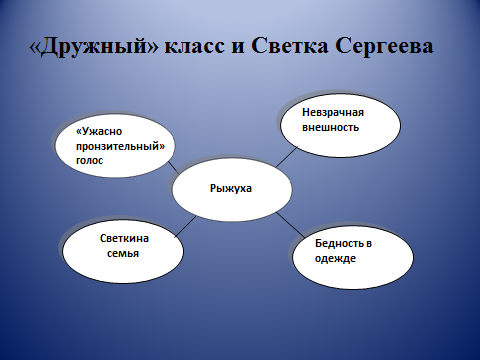 «Дружный» класс и Светка Сергеева
«Ужасно
пронзительный»
голос
Невзрачная
внешность
Рыжуха
Светкина
семья
Бедность в
одежде